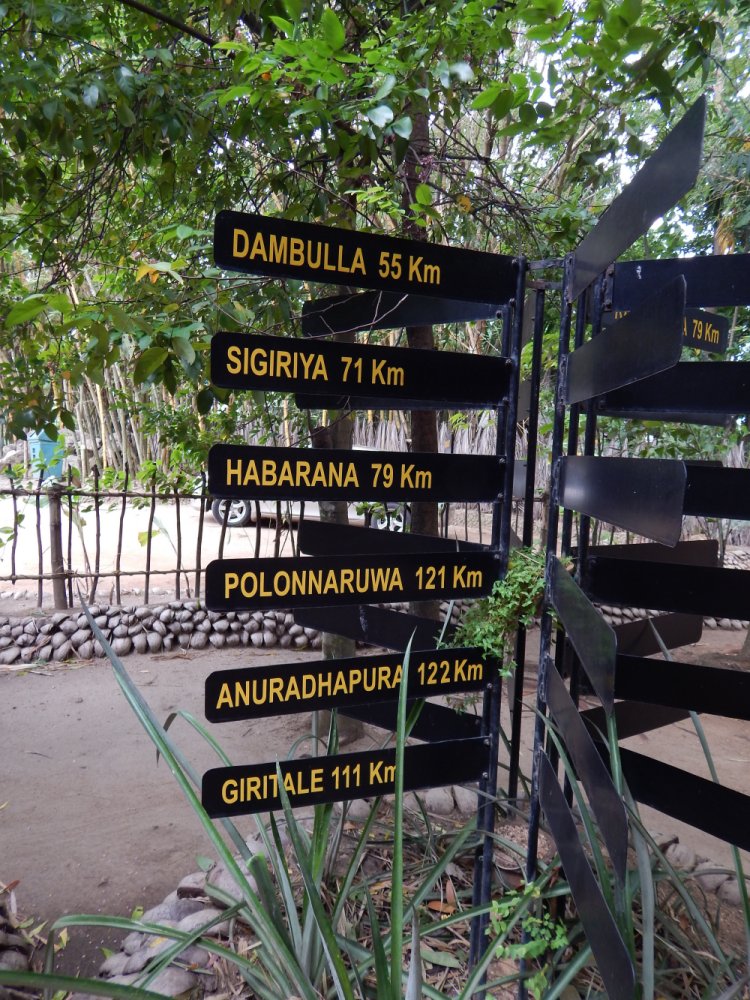 DAMBULLA 55 Km
SIGIRIYA 71 Km
HABARANA 79 Km
POLONNARUWA 121 Km
ANURADHAPURA 122 Km
GIRITALE 111 Km
79 Km